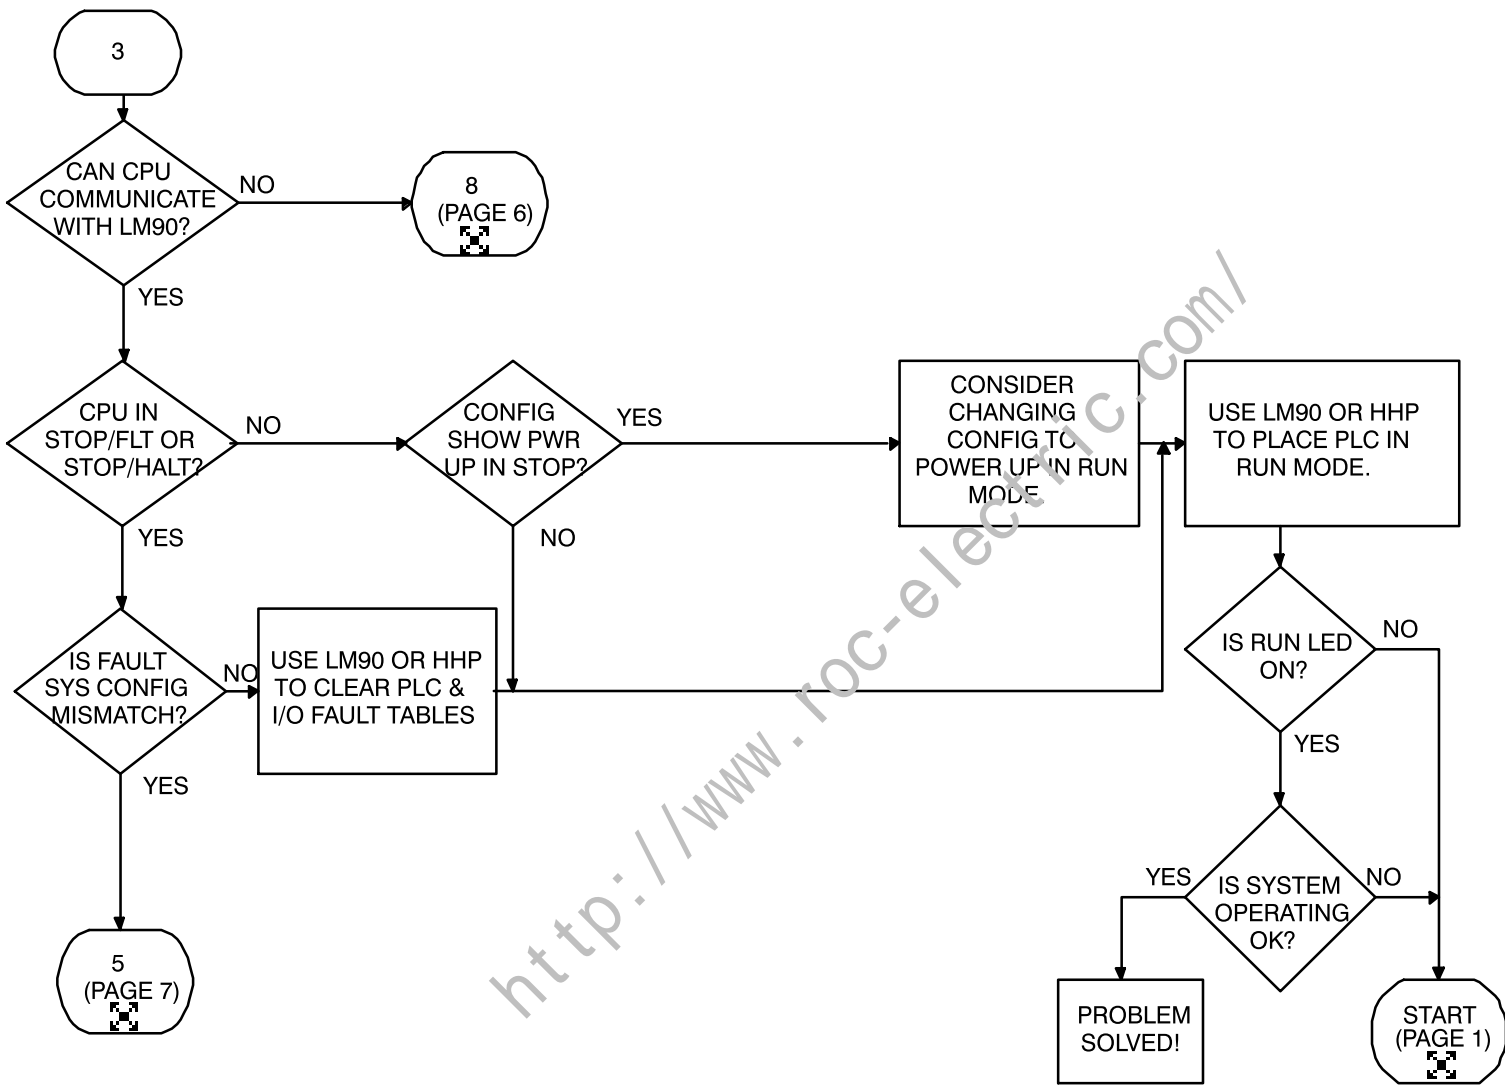 3
CAN CPU
COMMUNICATE
WITH LM90?
NO
8
(PAGE 6)
YES
CPU IN
STOP/FLT OR
STOP/HALT?
NO
CONFIG
SHOW PWR
UP IN STOP?
YES
CONSIDER
CHANGING
CONFIG TO
POWER UP IN RUN
MODE
USE LM90 OR HHP
TO PLACE PLC IN
RUN MODE.
YES
NO
IS FAULT
SYS CONFIG
MISMATCH?
NO
USE LM90 OR HHP
TO CLEAR PLC &
I/O FAULT TABLES
IS RUN LED
ON?
NO
YES
YES
5
(PAGE 7)
YES
IS SYSTEM
OPERATING
OK?
NO
PROBLEM
SOLVED!
START
(PAGE 1)
http://www.roc-electric.com/